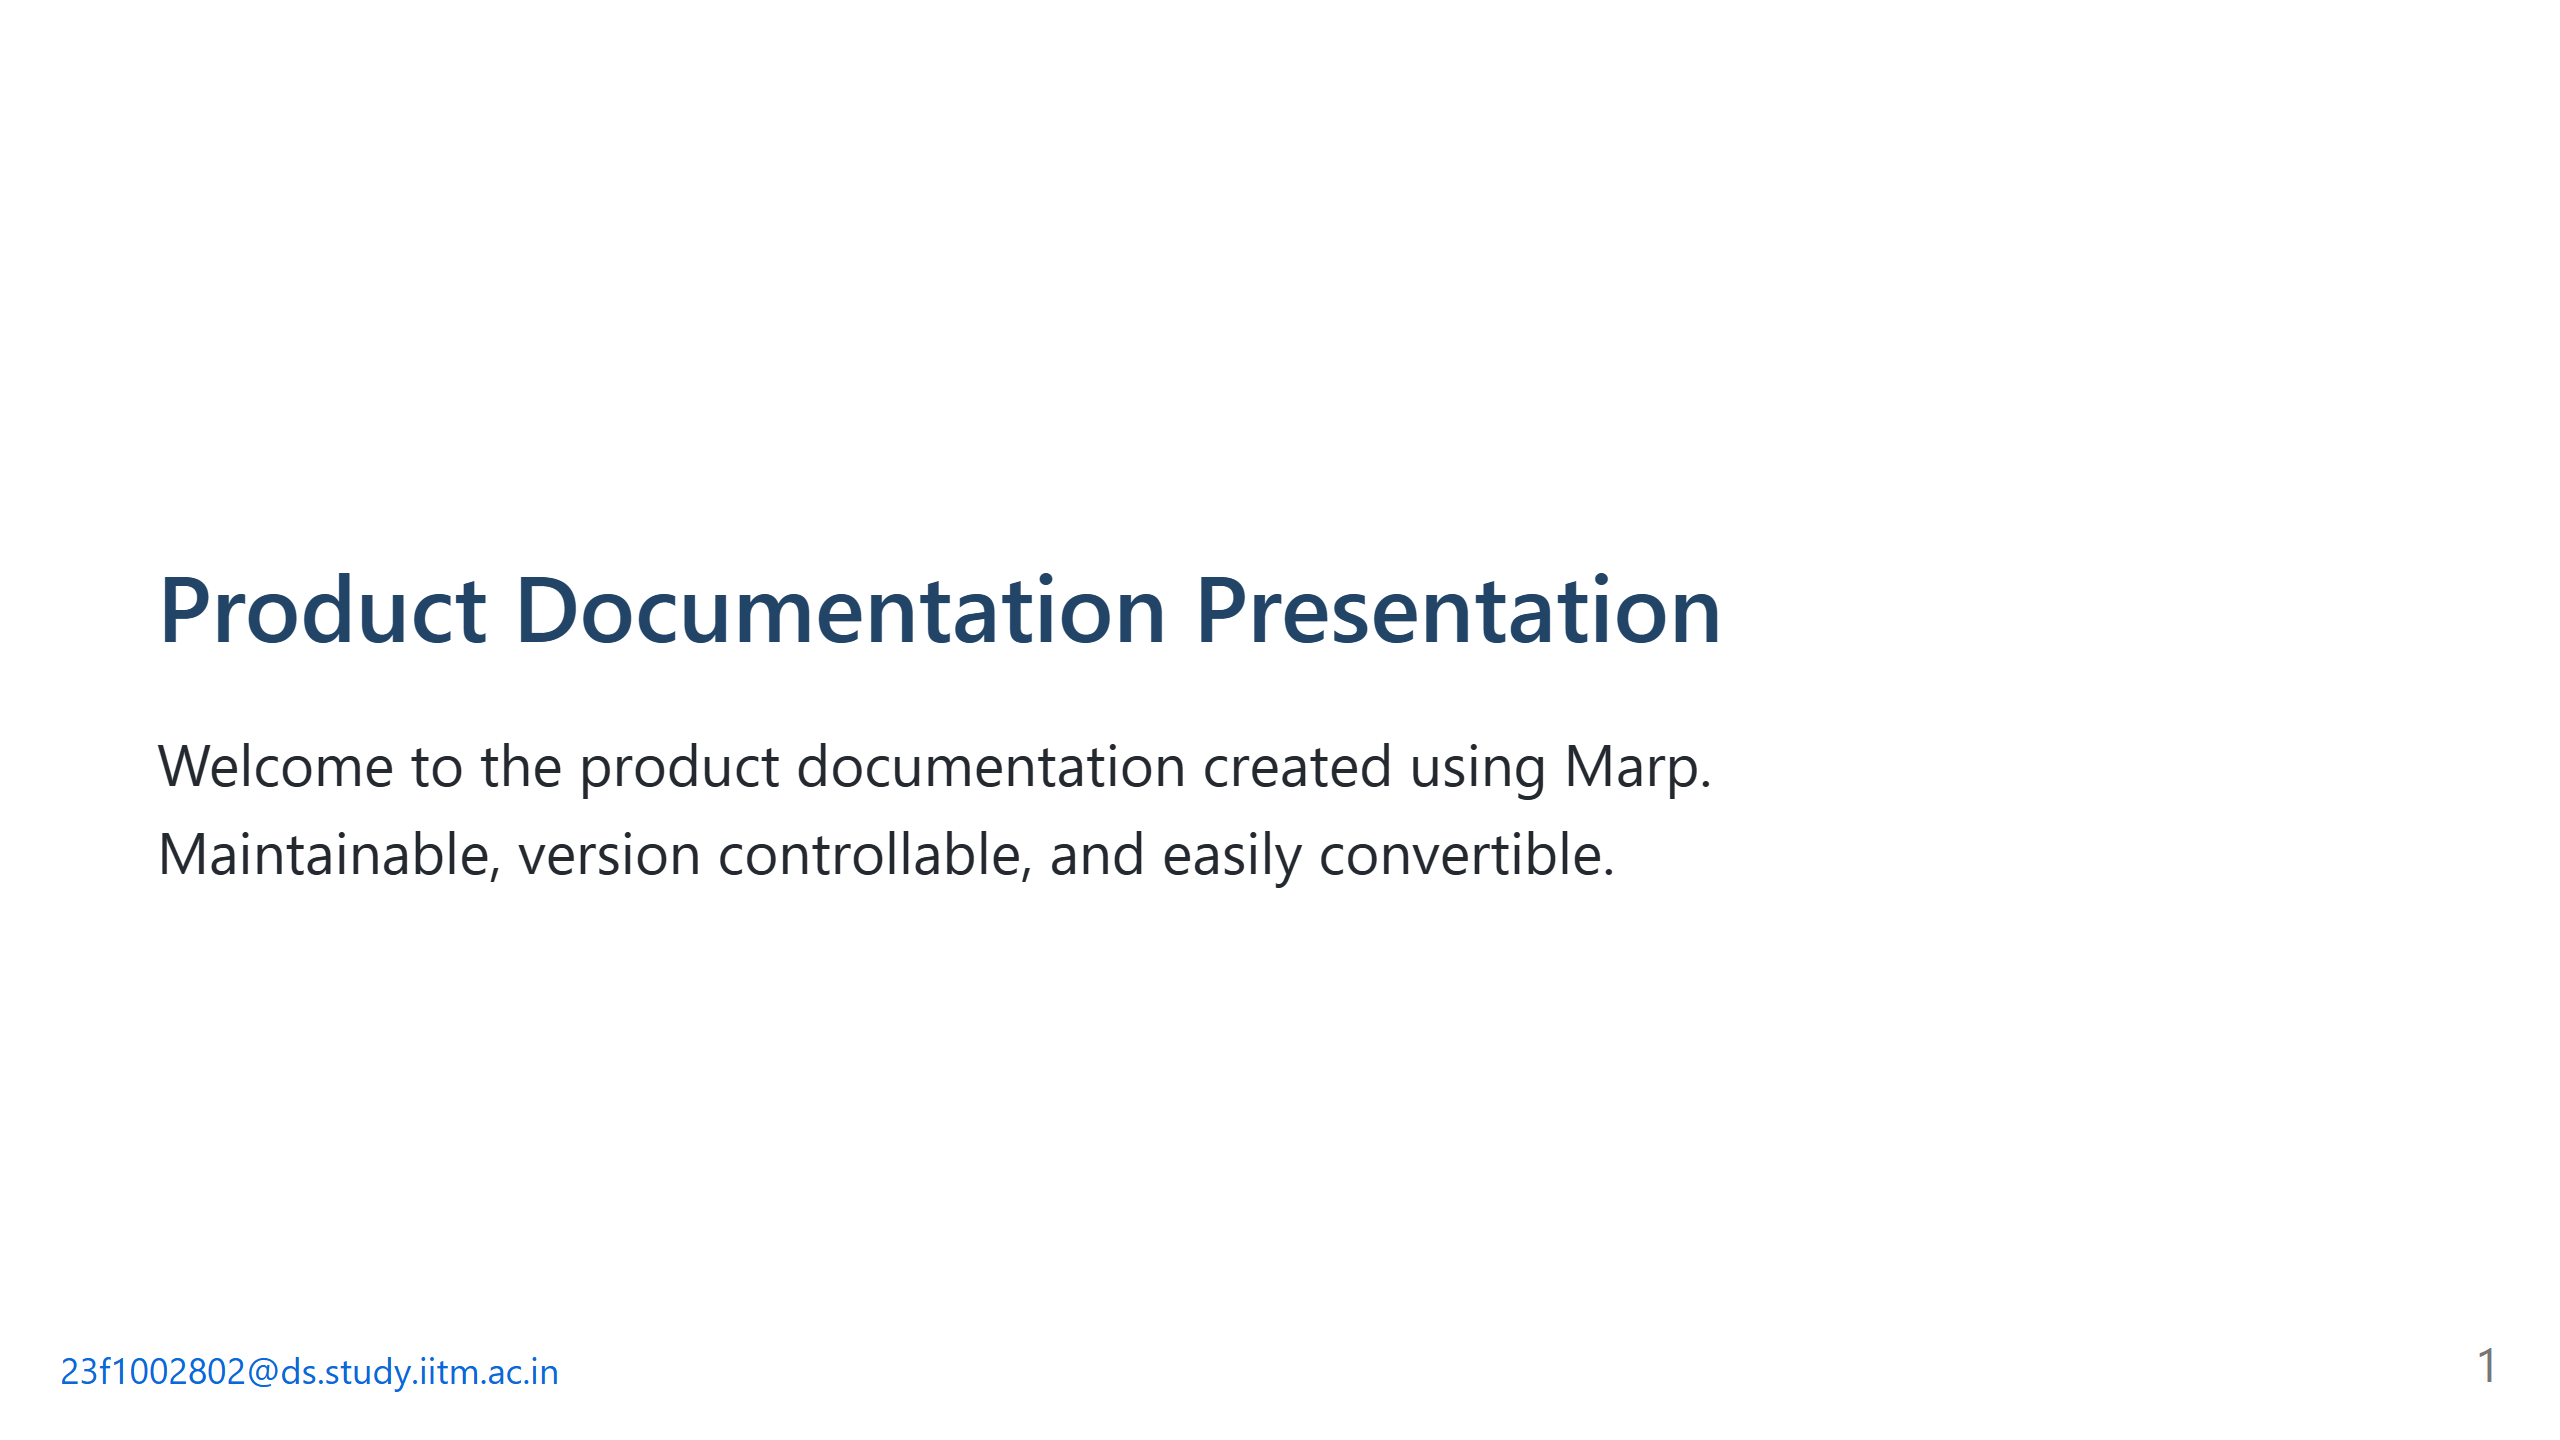 Product Documentation Presentation
Welcome to the product documentation created using Marp.
Maintainable, version controllable, and easily convertible.
23f1002802@ds.study.iitm.ac.in
1